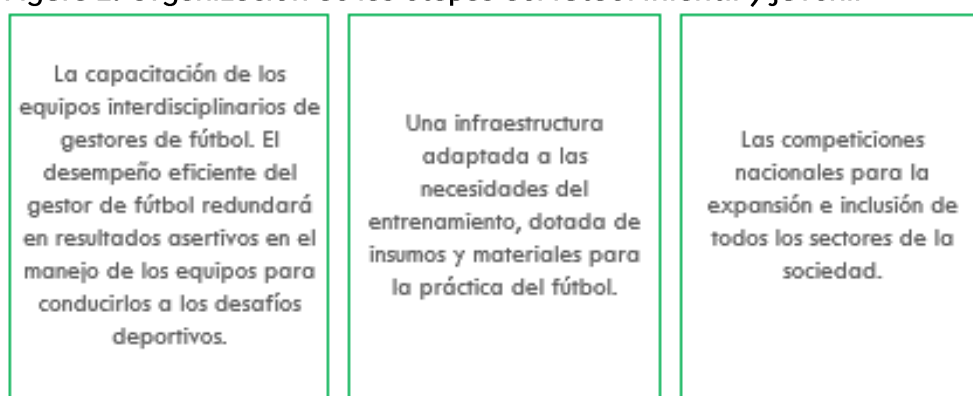 La capacitación de los
equipos interdisciplinarios de
gestores de fútbol. El
desempeño eficiente del
gestor de fútbol redundará
en resultados asertivos en el
manejo de los equipos para
conducirlos a los desafíos
deportivos.
Una infraestructura
adaptada a las
necesidades del
entrenamiento, dotada de
insumos y materiales para
la práctica del fútbol.
Las competiciones
nacionales para la
expansión e inclusión de
todos los sectores de la
sociedad.